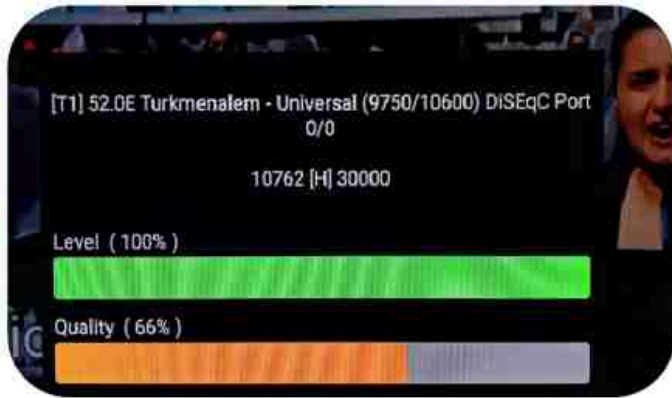 [T1] 52.0E Turkmenalem - Universal (9750/10600) DiSEqC Port
0/0
10762 [H] 30000
Level ( 100% )
Quality ( 66% )